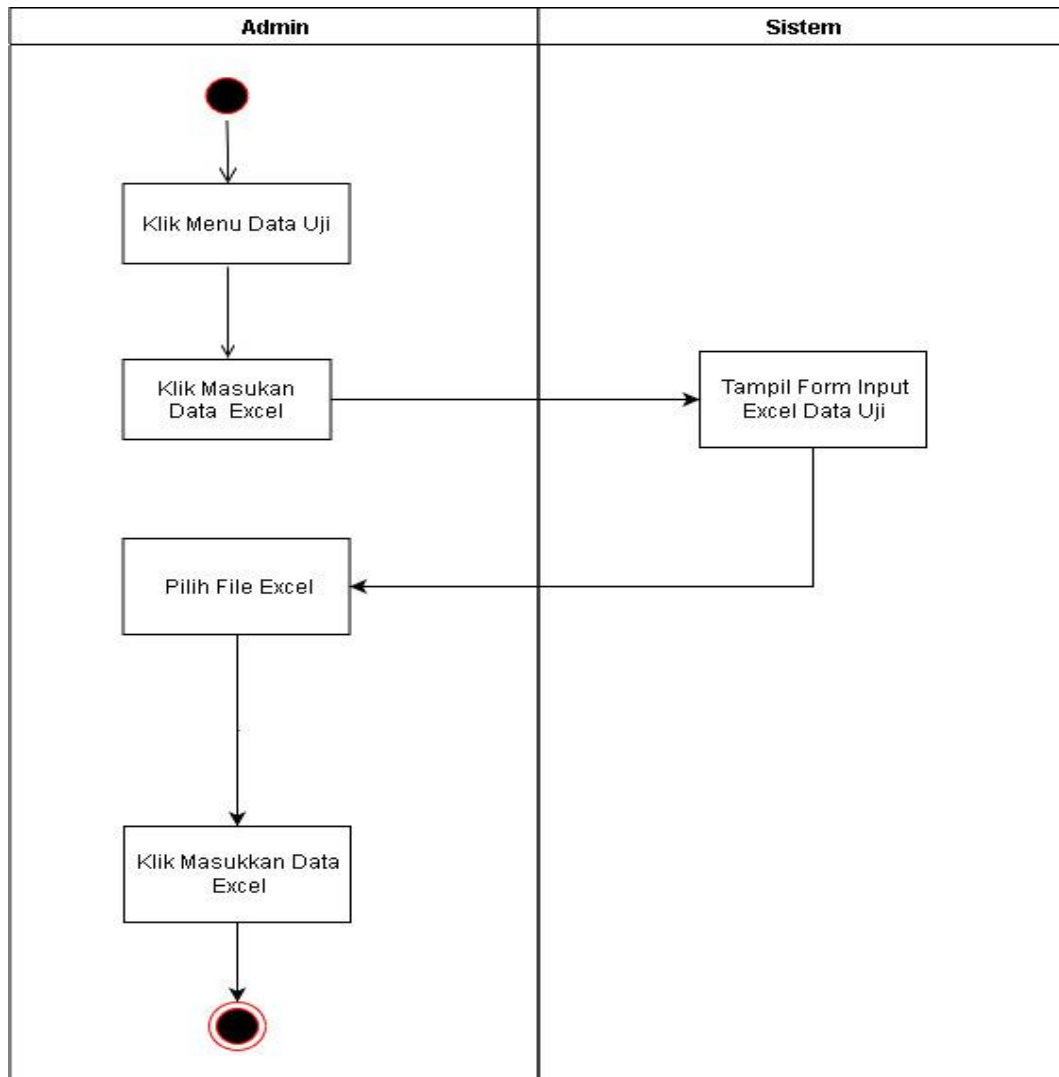 Admin
Sistem
Klik Menu Data Uji
Klik Masukan
Data Excel
Tampil Form Input
Excel Data Uji
Pilih File Excel
Klik Masukkan Data
Excel